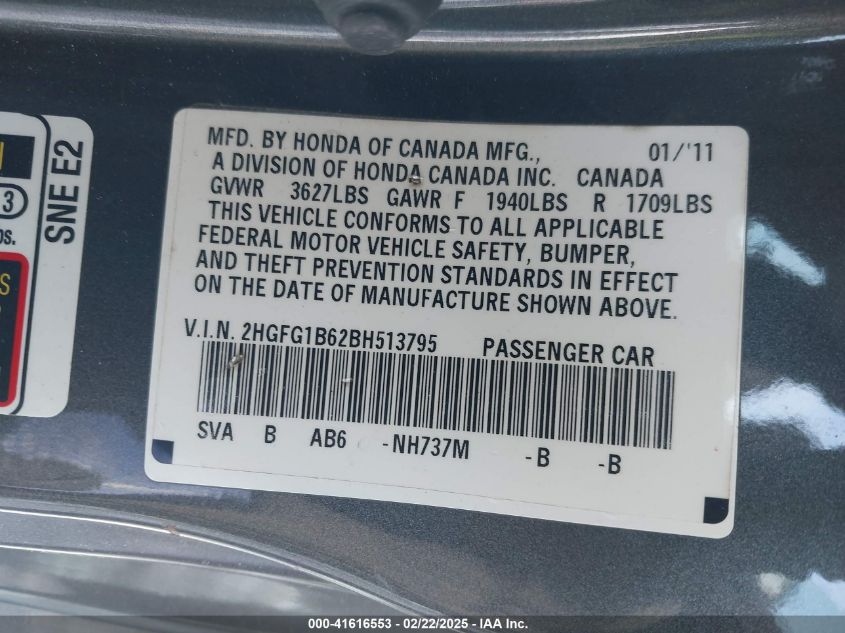 3
OS.
S
SNE E2
MFD. BY HONDA OF CANADA MFG., 01/'11
A DIVISION OF HONDA CANADA INC. CANADA
GVWR 3627LBS GAWR F 1940LBS R 1709LBS
THIS VEHICLE CONFORMS TO ALL APPLICABLE
FEDERAL MOTOR VEHICLE SAFETY, BUMPER,
AND THEFT PREVENTION STANDARDS IN EFFECT
ON THE DATE OF MANUFACTURE SHOWN ABOVE.
V.I.N. 2HGFG1B62BH513795 PASSENGER CAR
SVA B AB6 -NH737M -B -B
000-41616553 - 02/22/2025 - IAA Inc.